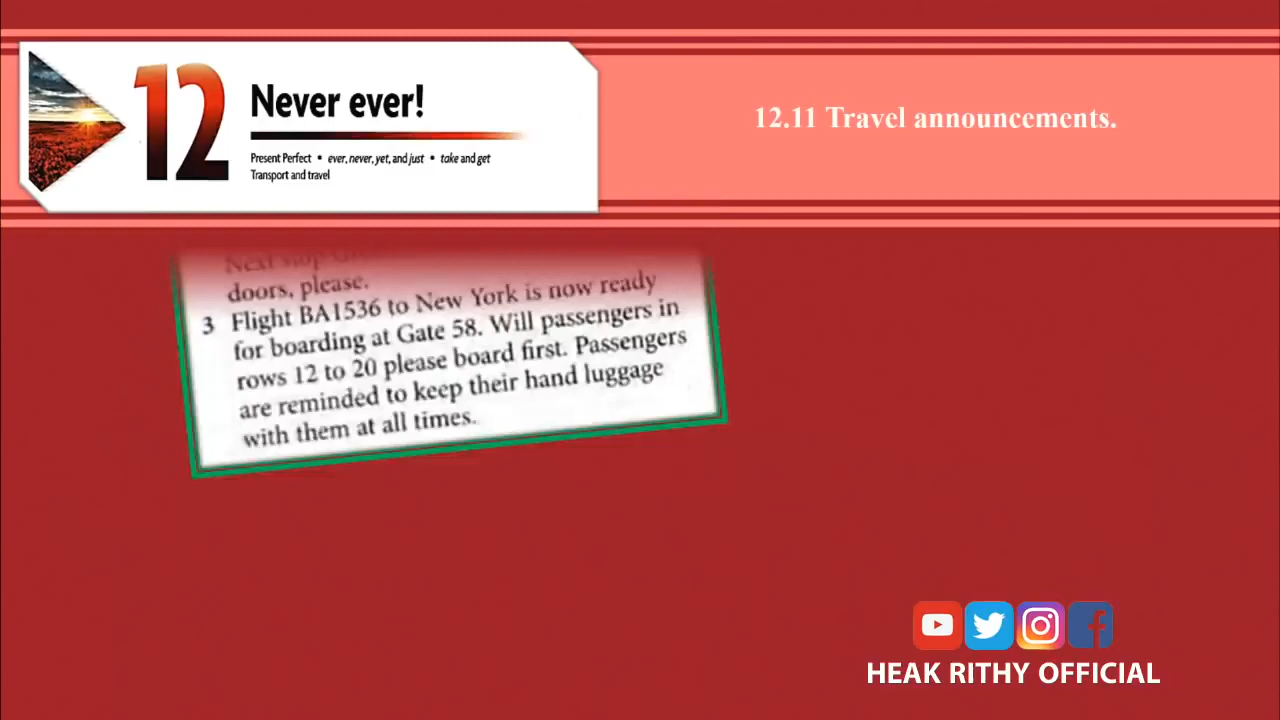 12
Never ever!
Present Perfect • ever, never, yet, and just • take and get
Transport and travel
12.11 Travel announcements.
Next stop
doors, please.
3 Flight BA1536 to New York is now ready
for boarding at Gate 58. Will passengers in
rows 12 to 20 please board first. Passengers
are reminded to keep their hand luggage
with them at all times.
HEAK RITHY OFFICIAL